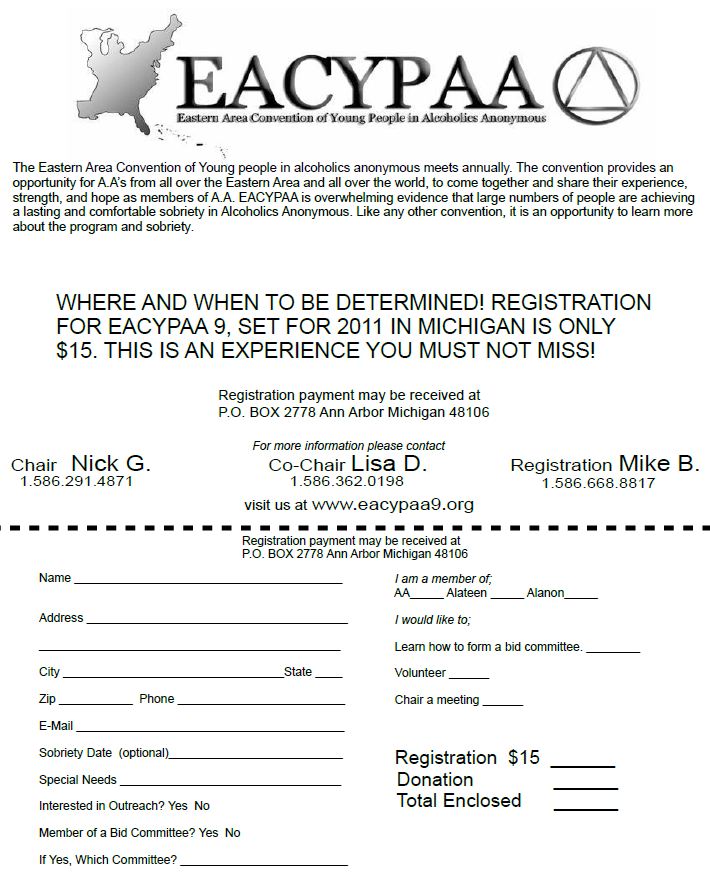 EACYPAA
Eastern Area Convention of Young People in Alcoholics Anonymous
The Eastern Area Convention of Young people in alcoholics anonymous meets annually. The convention provides an
opportunity for A.A's from all over the Eastern Area and all over the world, to come together and share their experience,
strength, and hope as members of A.A. EACYPAA is overwhelming evidence that large numbers of people are achieving
a lasting and comfortable sobriety in Alcoholics Anonymous. Like any other convention, it is an opportunity to learn more
about the program and sobriety.
WHERE AND WHEN TO BE DETERMINED! REGISTRATION
FOR EACYPAA 9, SET FOR 2011 IN MICHIGAN IS ONLY
$15. THIS IS AN EXPERIENCE YOU MUST NOT MISS!
Registration payment may be received at
P.O. BOX 2778 Ann Arbor Michigan 48106
For more information please contact
Chair Nick G. Co-Chair Lisa D. Registration Mike B.
1.586.291.4871 1.586.362.0198 1.586.668.8817
visit us at www.eacypaa9.org
Registration payment may be received at
P.O. BOX 2778 Ann Arbor Michigan 48106
Name ____________________
Address ____________________
____________________
City ____________________ State ____
Zip __________ Phone ____________________
E-Mail ____________________
Sobriety Date (optional)____________________
Special Needs ____________________
Interested in Outreach? Yes No
Member of a Bid Committee? Yes No
If Yes, Which Committee? ____________________
I am a member of;
AA_____ Alateen _____ Alanon_____
I would like to;
Learn how to form a bid committee. ________
Volunteer ______
Chair a meeting ______
Registration $15 ______
Donation ______
Total Enclosed ______